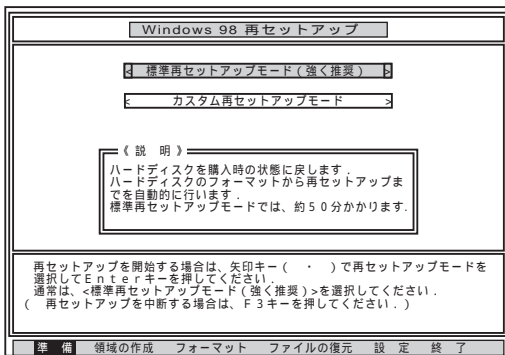 Windows 98 再セットアップ
< 標準再セットアップモード(強く推奨) >
< カスタム再セットアップモード >
《説 明》
ハードディスクを購入時の状態に戻します.
ハードディスクのフォーマットから再セットアップま
でを自動的に行います.
標準再セットアップモードでは、約50分かかります.
再セットアップを開始する場合は、矢印キー( ・ )で再セットアップモードを
選択してEnterキーを押してください.
通常は、<標準再セットアップモード(強く推奨)>を選択してください.
( 再セットアップを中断する場合は、F3キーを押してください.)
準 備 領域の作成 フォーマット ファイルの復元 設 定 終 了